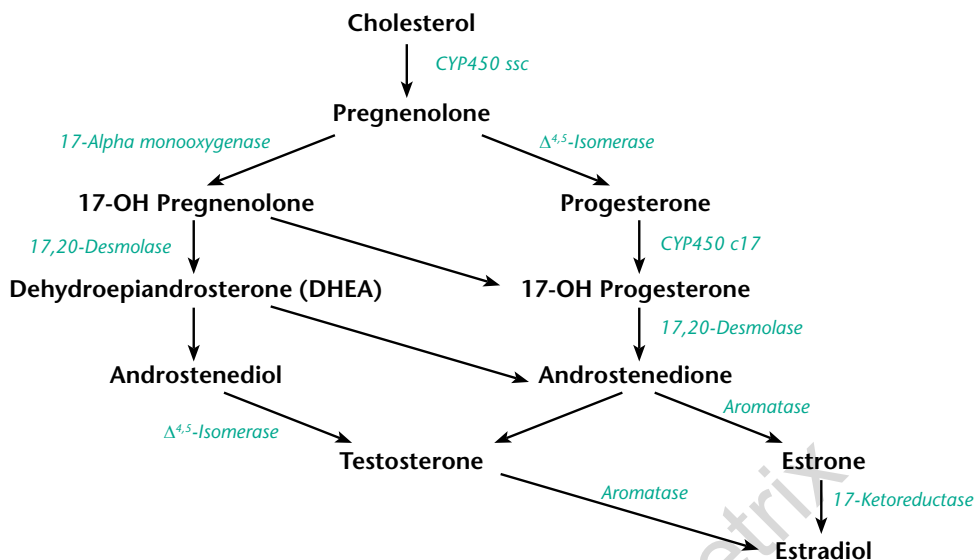 Cholesterol
CYP450 ssc
Pregnenolone
17-Alpha monooxygenase
Δ4,5-Isomerase
17-OH Pregnenolone
Progesterone
17,20-Desmolase
CYP450 c17
Dehydroepiandrosterone (DHEA)
17-OH Progesterone
17,20-Desmolase
Androstenediol
Androstenedione
Aromatase
Δ4,5-Isomerase
Testosterone
Estrone
Aromatase
17-Ketoreductase
Estradiol
etrix